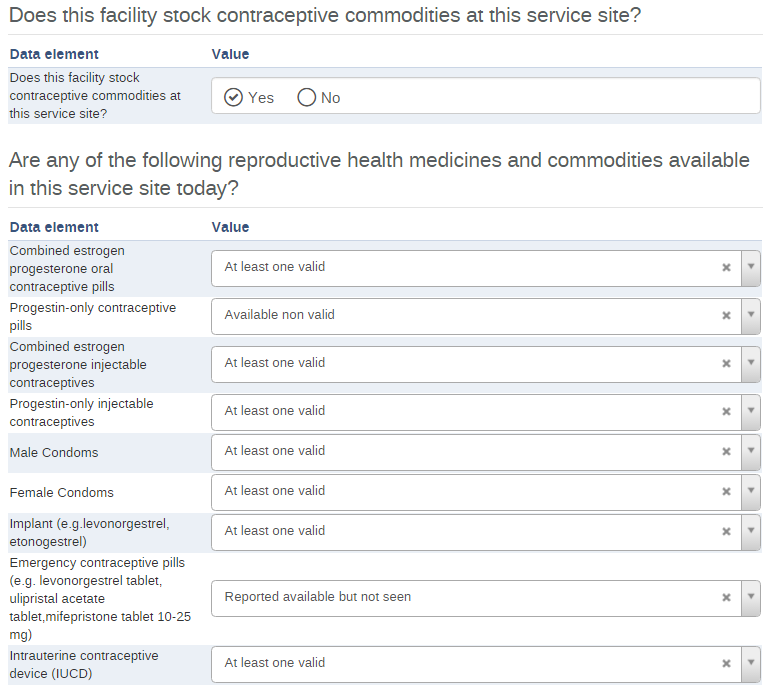 Does this facility stock contraceptive commodities at this service site?
Data element Value
Does this facility stock
contraceptive commodities at
this service site?
Yes No
Are any of the following reproductive health medicines and commodities available
in this service site today?
Data element Value
Combined estrogen
progesterone oral
contraceptive pills
At least one valid
Progestin-only contraceptive
pills
Available non valid
Combined estrogen
progesterone injectable
contraceptives
At least one valid
Progestin-only injectable
contraceptives
At least one valid
Male Condoms
At least one valid
Female Condoms
At least one valid
Implant (e.g.levonorgestrel,
etonogestrel)
At least one valid
Emergency contraceptive pills
(e.g. levonorgestrel tablet,
ulipristal acetate
tablet,mifepristone tablet 10-25
mg)
Reported available but not seen
Intrauterine contraceptive
device (IUCD)
At least one valid